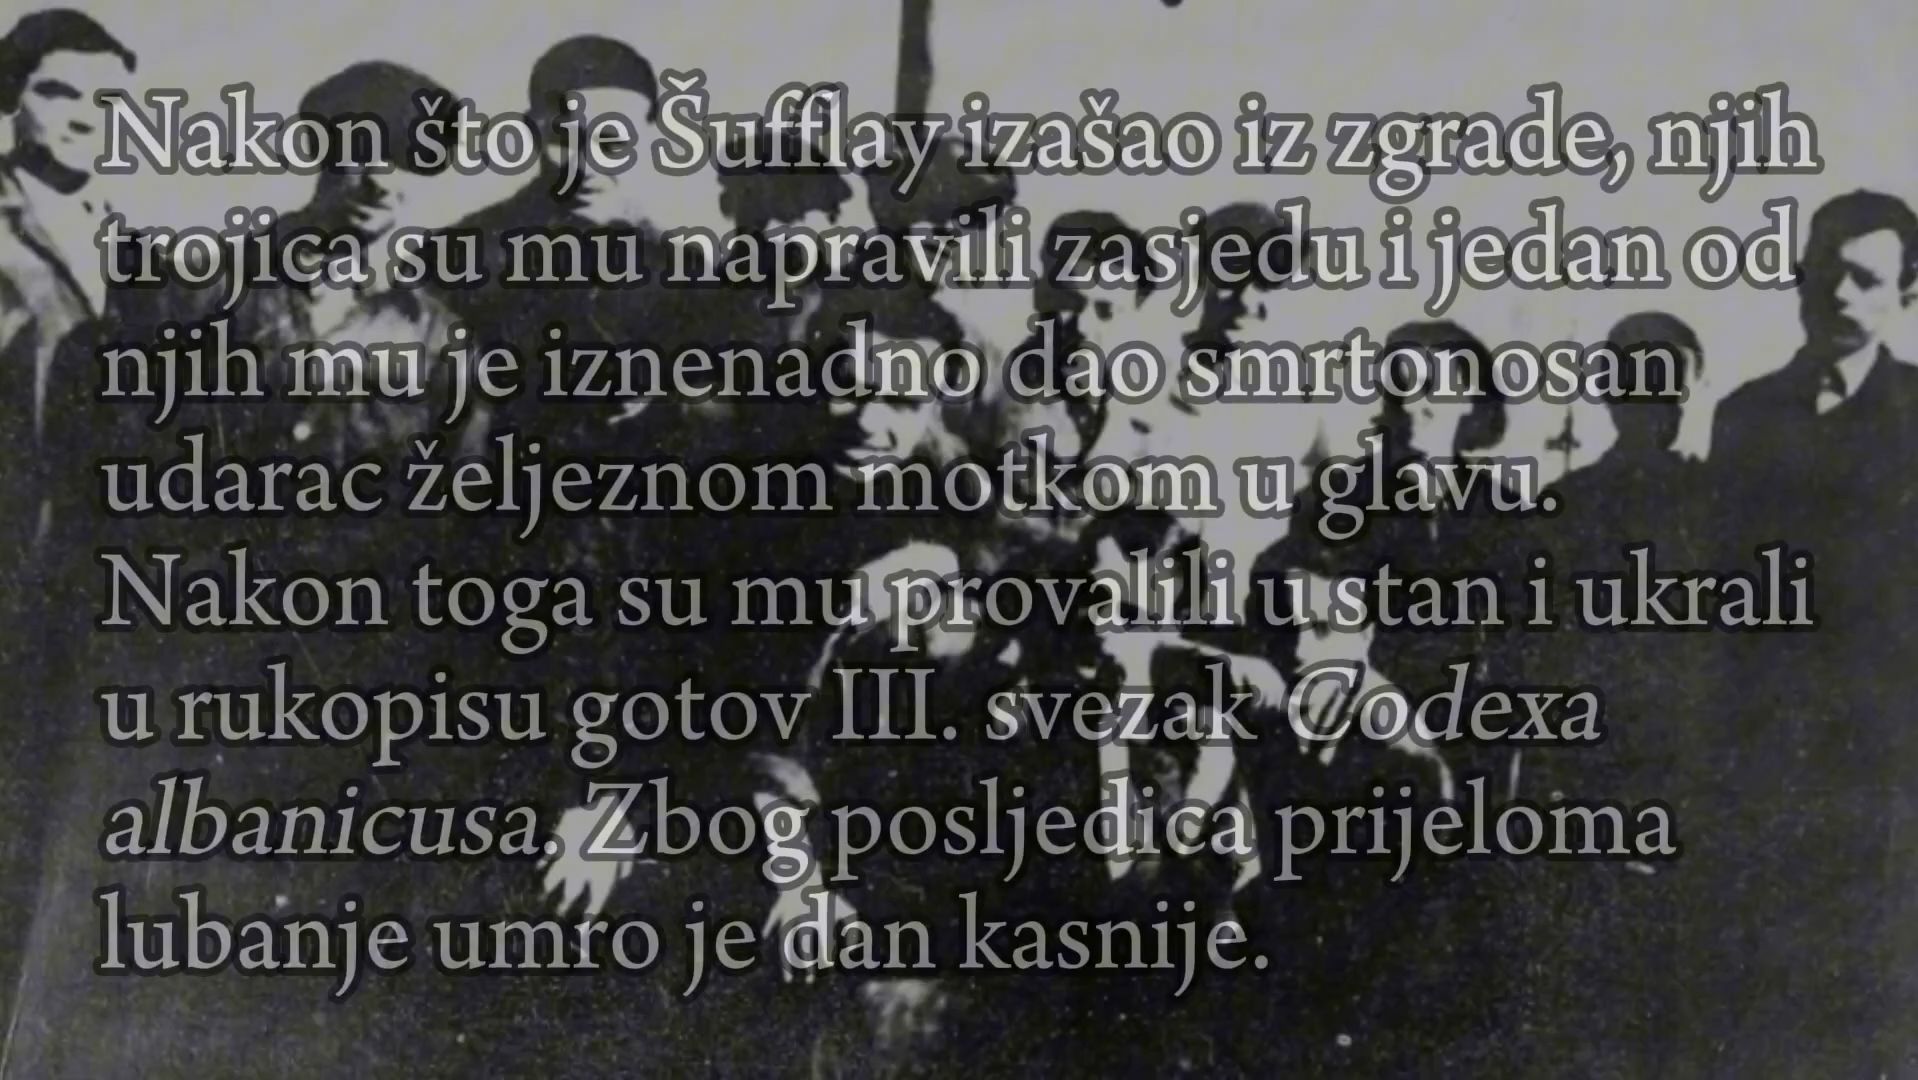 Nakon što je Šufflay izašao iz zgrade, njih
trojica su mu napravili zasjedu i jedan od
njih mu je iznenadno dao smrtonosan
udarac željeznom motkom u glavu.
Nakon toga su mu provalili u stan i ukrali
u rukopisu gotov III. svezak Codexa
albanicusa. Zbog posljedica prijeloma
lubanje umro je dan kasnije.